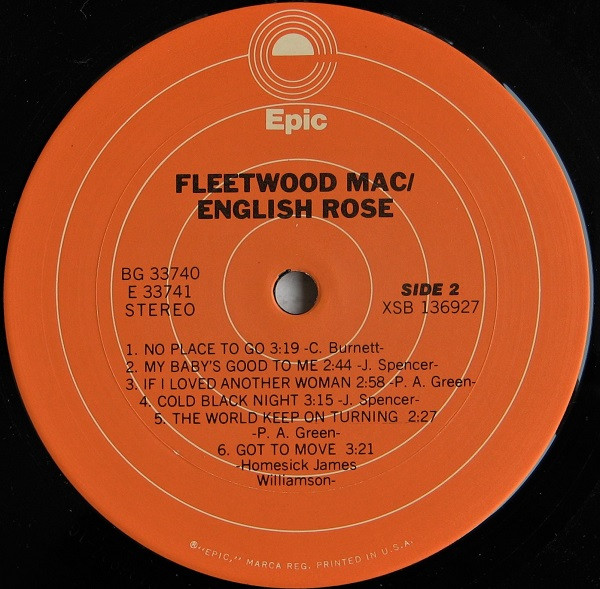 Epic
FLEETWOOD MAC/
ENGLISH ROSE
BG 33740
E 33741
STEREO
SIDE 2
XSB 136927
1. NO PLACE TO GO 3:19 -C. Burnett-
2. MY BABY'S GOOD TO ME 2:44 -J. Spencer-
3. IF I LOVED ANOTHER WOMAN 2:58 -P. A. Green-
4. COLD BLACK NIGHT 3:15 -J. Spencer-
5. THE WORLD KEEP ON TURNING 2:27
-P. A. Green-
6. GOT TO MOVE 3:21
-Homesick James
Williamson-
℗"EPIC," MARCA REG. PRINTED IN U.S.A.